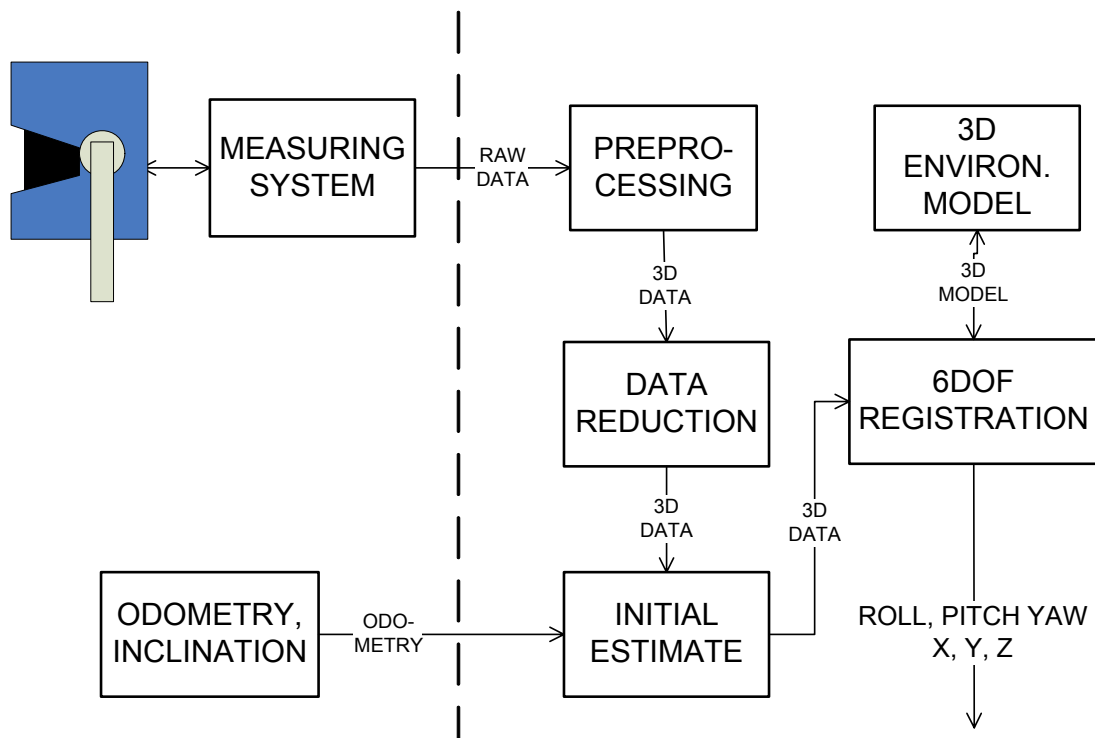 MEASURING
SYSTEM
RAW
DATA
PREPRO-
CESSING
3D
ENVIRON.
MODEL
3D
DATA
3D
MODEL
DATA
REDUCTION
6DOF
REGISTRATION
3D
DATA
3D
DATA
ODOMETRY,
INCLINATION
ODO-
METRY
INITIAL
ESTIMATE
ROLL, PITCH YAW
X, Y, Z